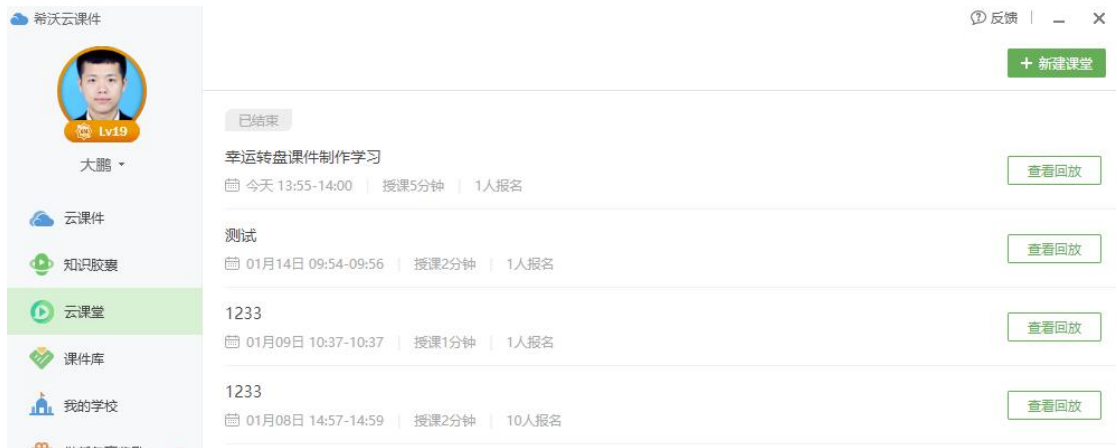 希沃云课件
反馈
+ 新建课堂
Lv19
大鹏
云课件
知识胶囊
云课堂
课件库
我的学校
已结束
幸运转盘课件制作学习
今天 13:55-14:00 | 授课5分钟 | 1人报名
查看回放
测试
01月14日 09:54-09:56 | 授课2分钟 | 1人报名
查看回放
1233
01月09日 10:37-10:37 | 授课1分钟 | 1人报名
查看回放
1233
01月08日 14:57-14:59 | 授课2分钟 | 10人报名
查看回放